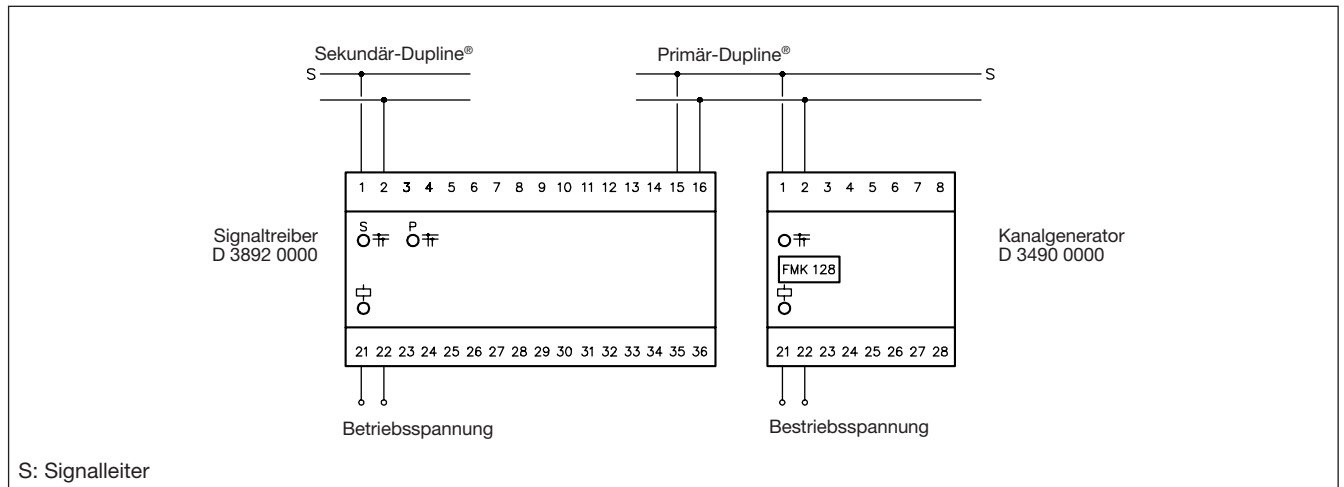 Sekundär-Dupline®
Primär-Dupline®
S
S
1 2 3 4 5 6 7 8 9 10 11 12 13 14 15 16
1 2 3 4 5 6 7 8
Signaltreiber
D 3892 0000
S
P
FMK 128
Kanalgenerator
D 3490 0000
21 22 23 24 25 26 27 28 29 30 31 32 33 34 35 36
21 22 23 24 25 26 27 28
Betriebsspannung
Bestriebsspannung
S: Signalleiter